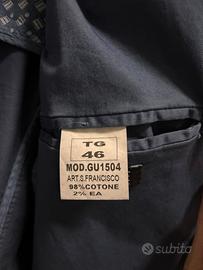 TG
46
MOD.GU1504
ART.S.FRANCISCO
98%COTONE
2% EA
subito